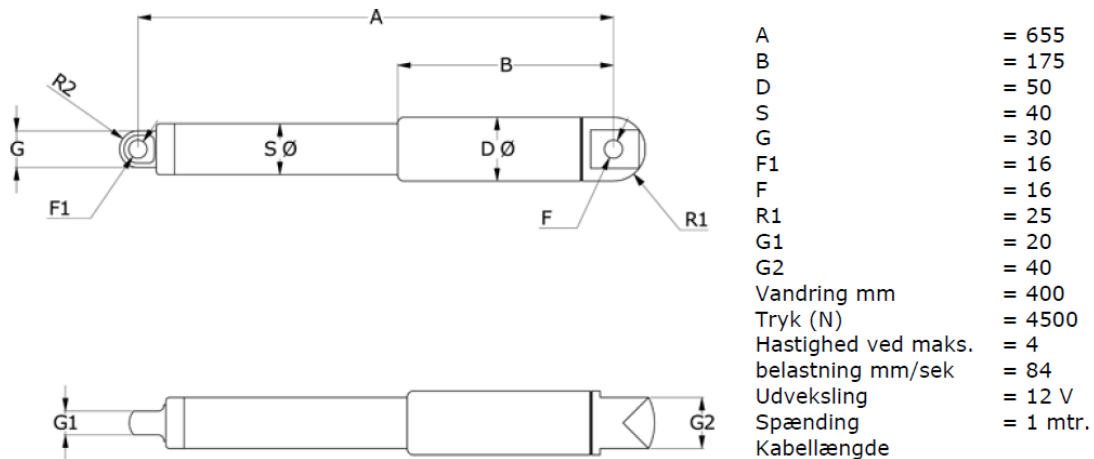 A
B
R2
G
S Ø
D Ø
F1
F
R1
G1
G2
A = 655
B = 175
D = 50
S = 40
G = 30
F1 = 16
F = 16
R1 = 25
G1 = 20
G2 = 40
Vandring mm = 400
Tryk (N) = 4500
Hastighed ved maks. = 4
belastning mm/sek = 84
Udveksling = 12 V
Spænding = 1 mtr.
Kabellængde